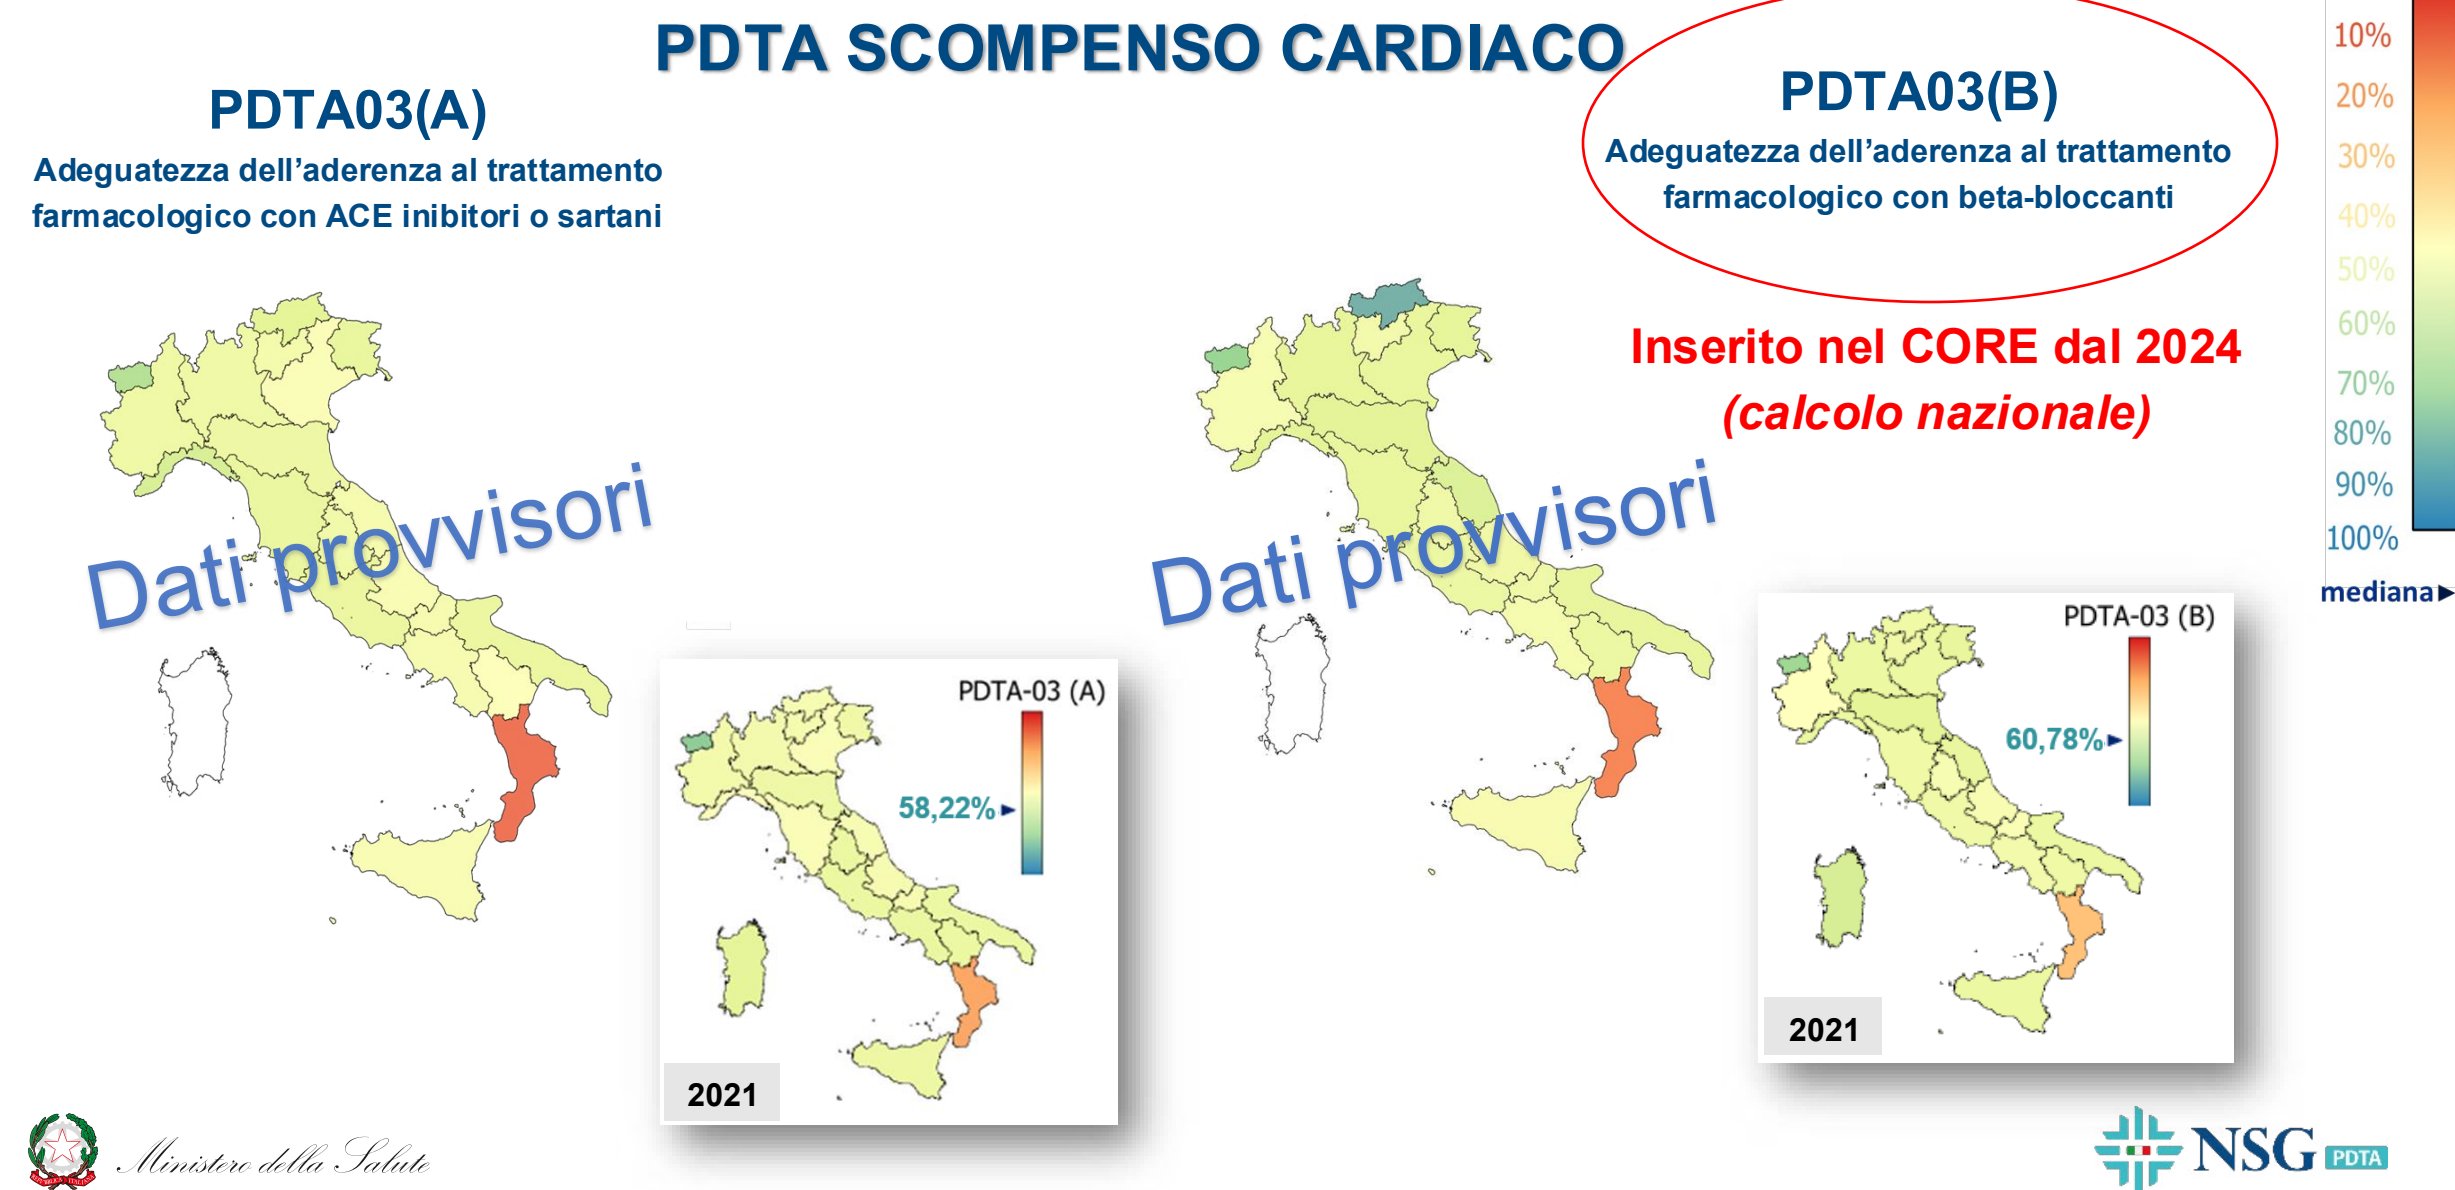 PDTA SCOMPENSO CARDIACO
PDTA03(A)
Adeguatezza dell’aderenza al trattamento
farmacologico con ACE inibitori o sartani
PDTA03(B)
Adeguatezza dell’aderenza al trattamento
farmacologico con beta-bloccanti
Inserito nel CORE dal 2024
(calcolo nazionale)
10%
20%
30%
40%
50%
60%
70%
80%
90%
100%
mediana
Dati provvisori
Dati provvisori
PDTA-03 (A)
58,22%
2021
PDTA-03 (B)
60,78%
2021
Ministero della Salute
NSG PDTA